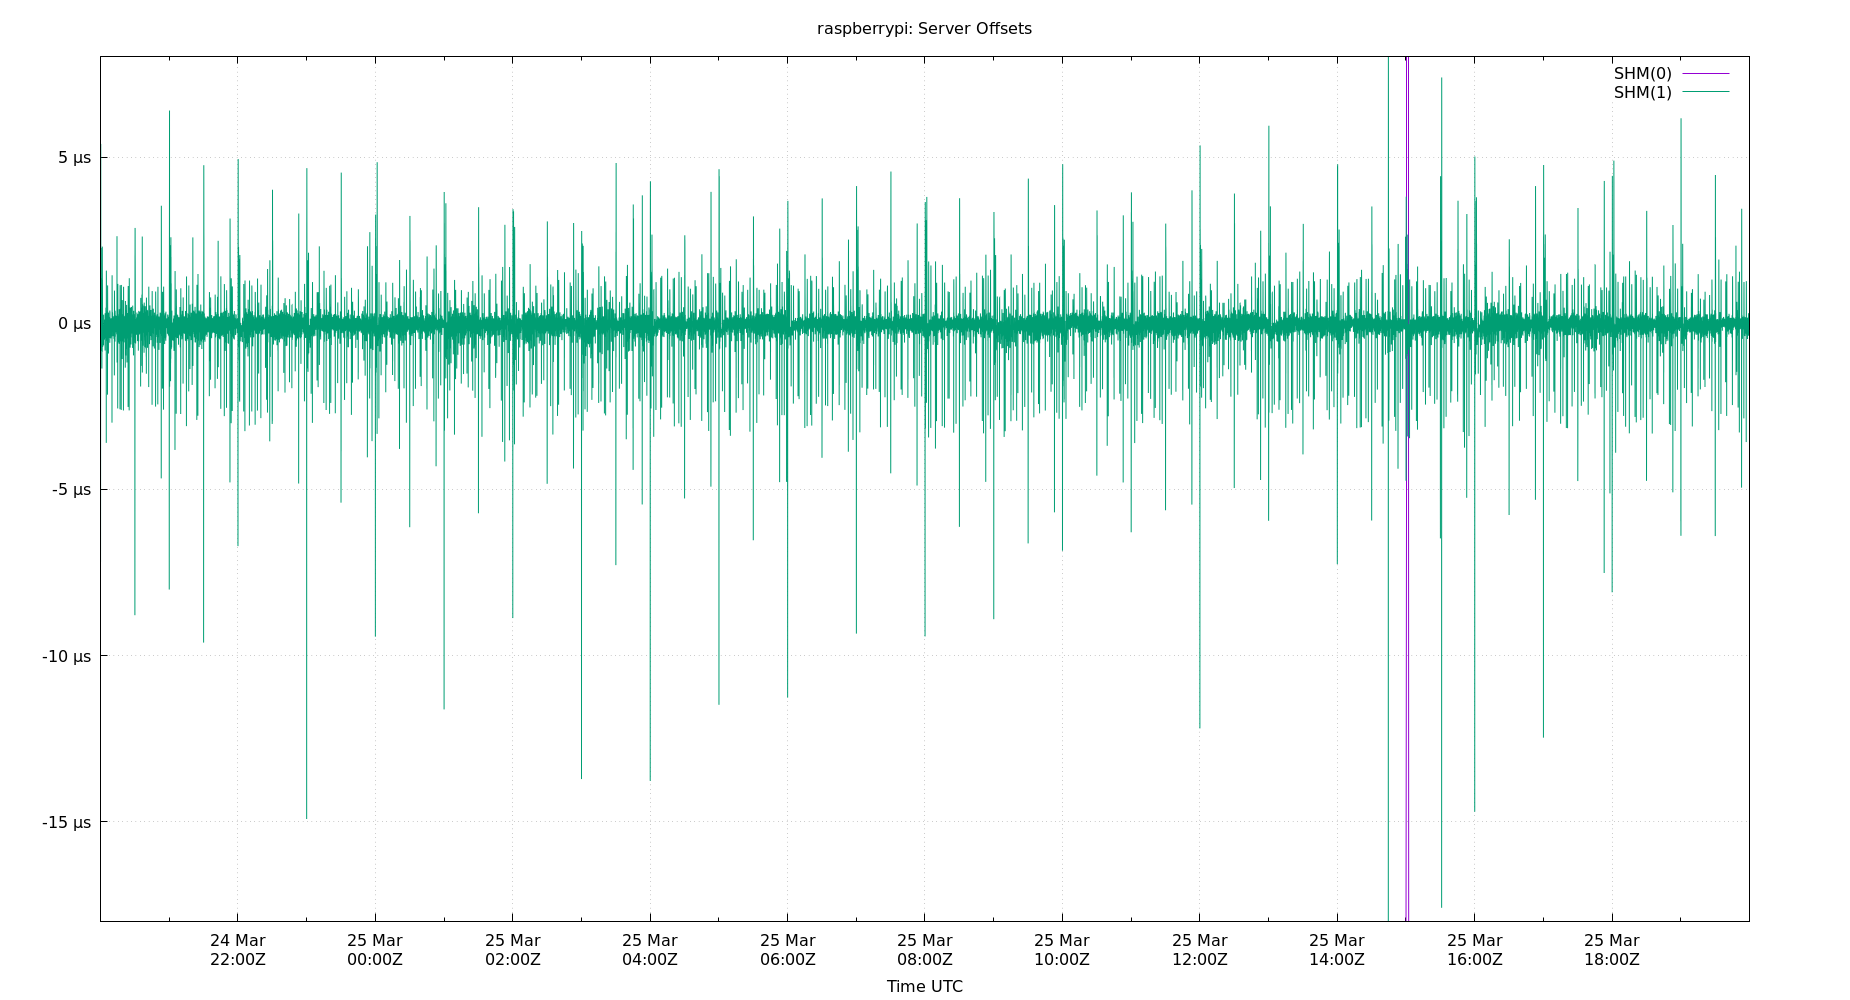 raspberrypi: Server Offsets
SHM(0)
SHM(1)
5 µs
0 µs
-5 µs
-10 µs
-15 µs
24 Mar 25 Mar 25 Mar 25 Mar 25 Mar 25 Mar 25 Mar 25 Mar 25 Mar 25 Mar 25 Mar
22:00Z 00:00Z 02:00Z 04:00Z 06:00Z 08:00Z 10:00Z 12:00Z 14:00Z 16:00Z 18:00Z
Time UTC